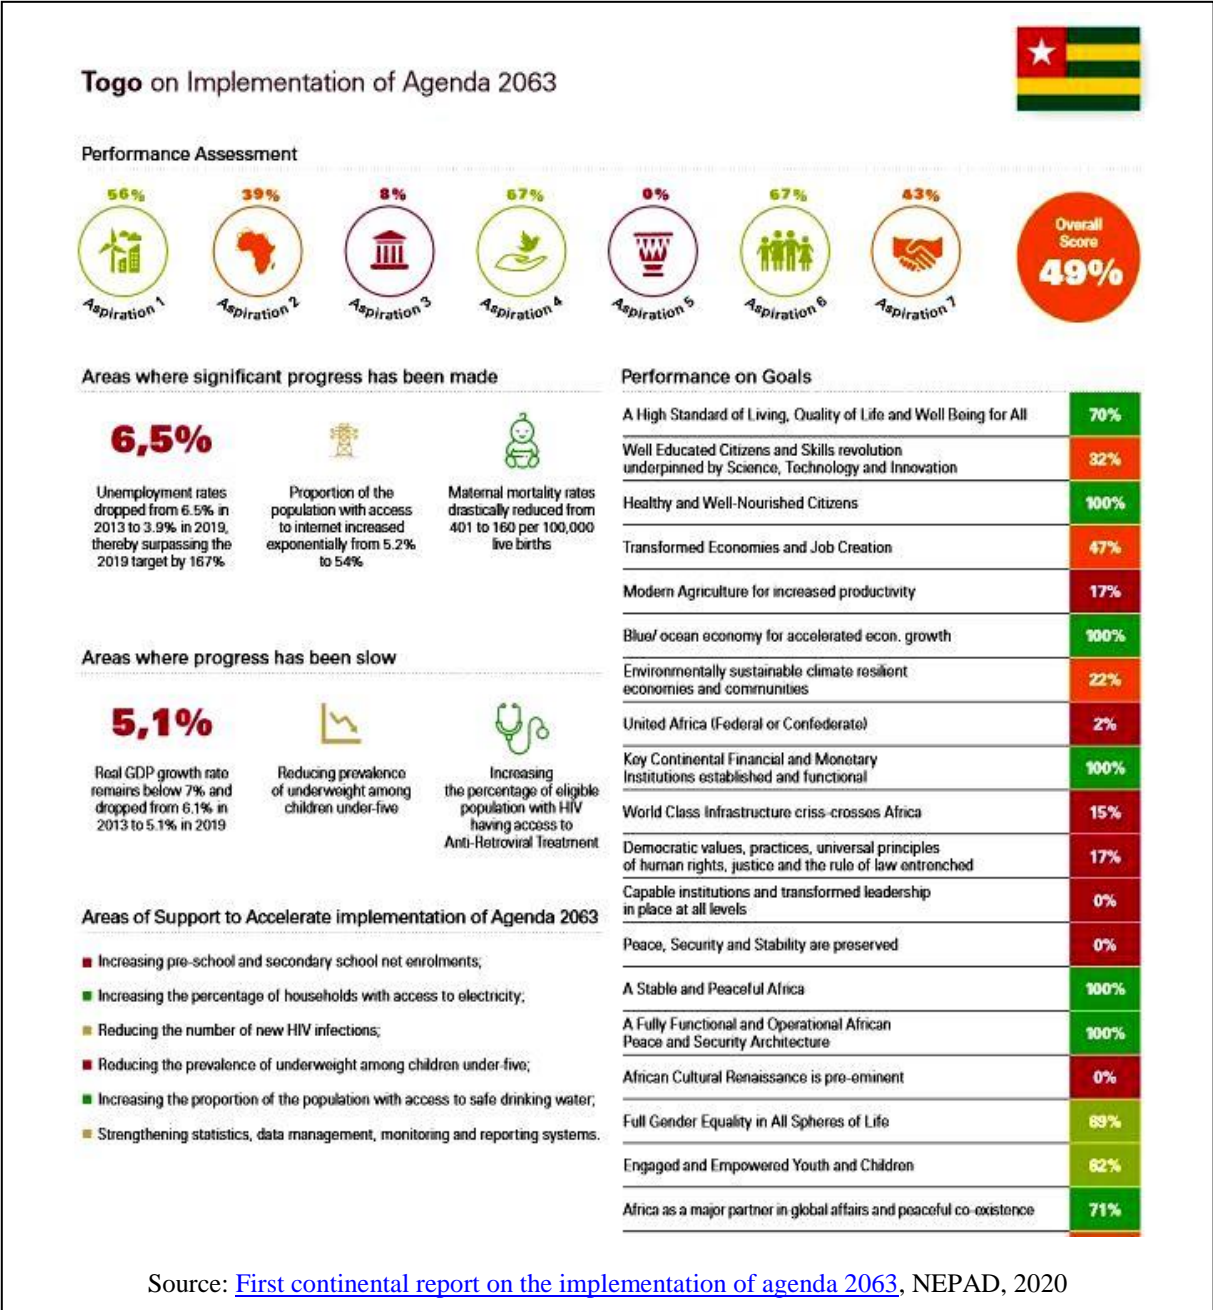 Togo on Implementation of Agenda 2063
Performance Assessment
56%
39%
8%
67%
0%
67%
43%
Aspiration 1
Aspiration 2
Aspiration 3
Aspiration 4
Aspiration 5
Aspiration 6
Aspiration 7
Overall
Score
49%
Areas where significant progress has been made
6,5%
Unemployment rates
dropped from 6.5% in
2013 to 3.9% in 2019,
thereby surpassing the
2019 target by 167%
Proportion of the
population with access
to internet increased
exponentially from 5.2%
to 54%
Maternal mortality rates
drastically reduced from
401 to 160 per 100,000
live births
Areas where progress has been slow
5,1%
Real GDP growth rate
remains below 7% and
dropped from 6.1% in
2013 to 5.1% in 2019
Reducing prevalence
of underweight among
children under-five
Increasing
the percentage of eligible
population with HIV
having access to
Anti-Retroviral Treatment
Areas of Support to Accelerate implementation of Agenda 2063
Increasing pre-school and secondary school net enrolments;
Increasing the percentage of households with access to electricity;
Reducing the number of new HIV infections;
Reducing the prevalence of underweight among children under-five;
Increasing the proportion of the population with access to safe drinking water;
Strengthening statistics, data management, monitoring and reporting systems.
Performance on Goals
A High Standard of Living, Quality of Life and Well Being for All
70%
Well Educated Citizens and Skills revolution
underpinned by Science, Technology and Innovation
32%
Healthy and Well-Nourished Citizens
100%
Transformed Economies and Job Creation
47%
Modern Agriculture for increased productivity
17%
Blue/ ocean economy for accelerated econ. growth
100%
Environmentally sustainable climate resilient
economies and communities
22%
United Africa (Federal or Confederate)
2%
Key Continental Financial and Monetary
Institutions established and functional
100%
World Class Infrastructure criss-crosses Africa
15%
Democratic values, practices, universal principles
of human rights, justice and the rule of law entrenched
17%
Capable institutions and transformed leadership
in place at all levels
0%
Peace, Security and Stability are preserved
0%
A Stable and Peaceful Africa
100%
A Fully Functional and Operational African
Peace and Security Architecture
100%
African Cultural Renaissance is pre-eminent
0%
Full Gender Equality in All Spheres of Life
69%
Engaged and Empowered Youth and Children
62%
Africa as a major partner in global affairs and peaceful co-existence
71%
Source: First continental report on the implementation of agenda 2063, NEPAD, 2020